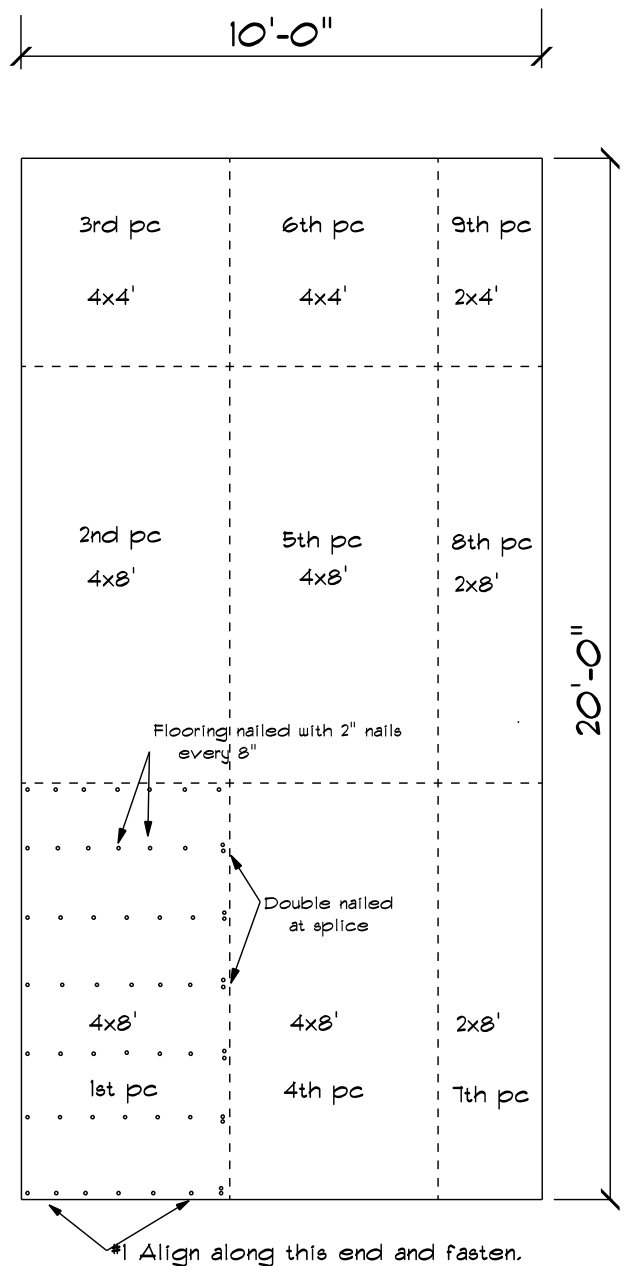 10'-0"
3rd pc
6th pc
9th pc
4x4'
4x4'
2x4'
2nd pc
5th pc
8th pc
4x8'
4x8'
2x8'
20'-0"
Flooring nailed with 2" nails
every 8"
Double nailed
at splice
4x8'
4x8'
2x8'
1st pc
4th pc
7th pc
#1 Align along this end and fasten.